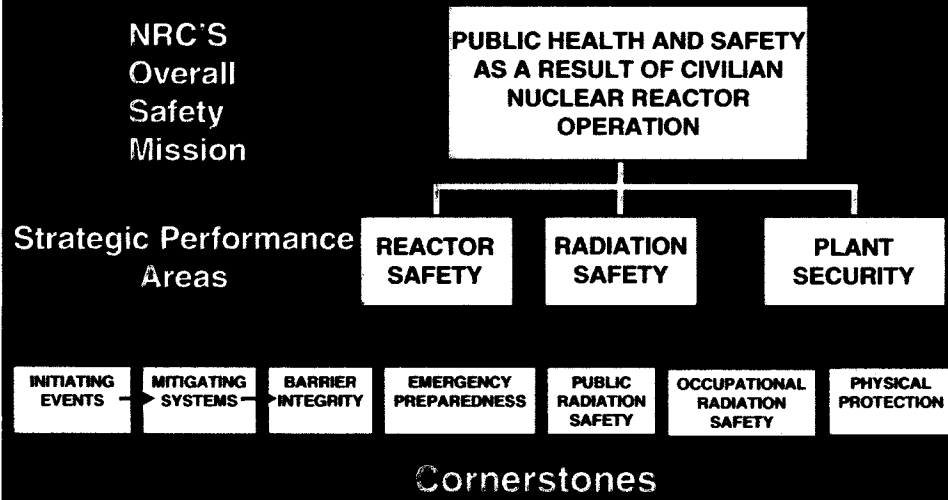 NRC'S
Overall
Safety
Mission
PUBLIC HEALTH AND SAFETY
AS A RESULT OF CIVILIAN
NUCLEAR REACTOR
OPERATION
Strategic Performance
Areas
REACTOR
SAFETY
RADIATION
SAFETY
PLANT
SECURITY
INITIATING
EVENTS
MITIGATING
SYSTEMS
BARRIER
INTEGRITY
EMERGENCY
PREPAREDNESS
PUBLIC
RADIATION
SAFETY
OCCUPATIONAL
RADIATION
SAFETY
PHYSICAL
PROTECTION
Cornerstones